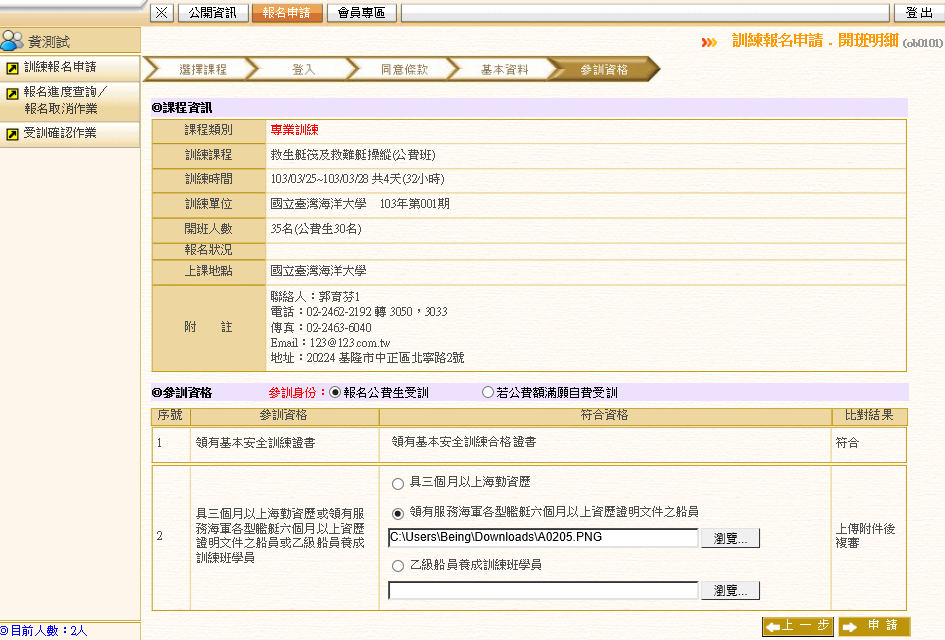 公開資訊 報名申請 會員專區 登 出
黃測試
訓練報名申請．開班明細 (ob0101)
訓練報名申請
報名進度查詢／
報名取消作業
受訓確認作業
選擇課程 登入 同意條款 基本資料 參訓資格
◎課程資訊
課程類別 專業訓練
訓練課程 救生艇筏及救難艇操縱(公費班)
訓練時間 103/03/25~103/03/28 共4天(32小時)
訓練單位 國立臺灣海洋大學　103年第001期
開班人數 35名(公費生30名)
報名狀況
上課地點 國立臺灣海洋大學
附　　註
聯絡人：郭育芬1
電話：02-2462-2192 轉 3050，3033
傳真：02-2463-6040
Email：123@123.com.tw
地址：20224 基隆市中正區北寧路2號
◎參訓資格 參訓身份： 報名公費生受訓 若公費額滿願自費受訓
序號 參訓資格 符合資格 比對結果
1 領有基本安全訓練證書 領有基本安全訓練合格證書 符合
2
具三個月以上海勤資歷或領有服
務海軍各型艦艇六個月以上資歷
證明文件之船員或乙級船員養成
訓練班學員
具三個月以上海勤資歷
領有服務海軍各型艦艇六個月以上資歷證明文件之船員
C:\Users\Being\Downloads\A0205.PNG 瀏覽...
乙級船員養成訓練班學員
瀏覽...
上傳附件後
複審
上 一 步 申 請
◎目前人數：2人